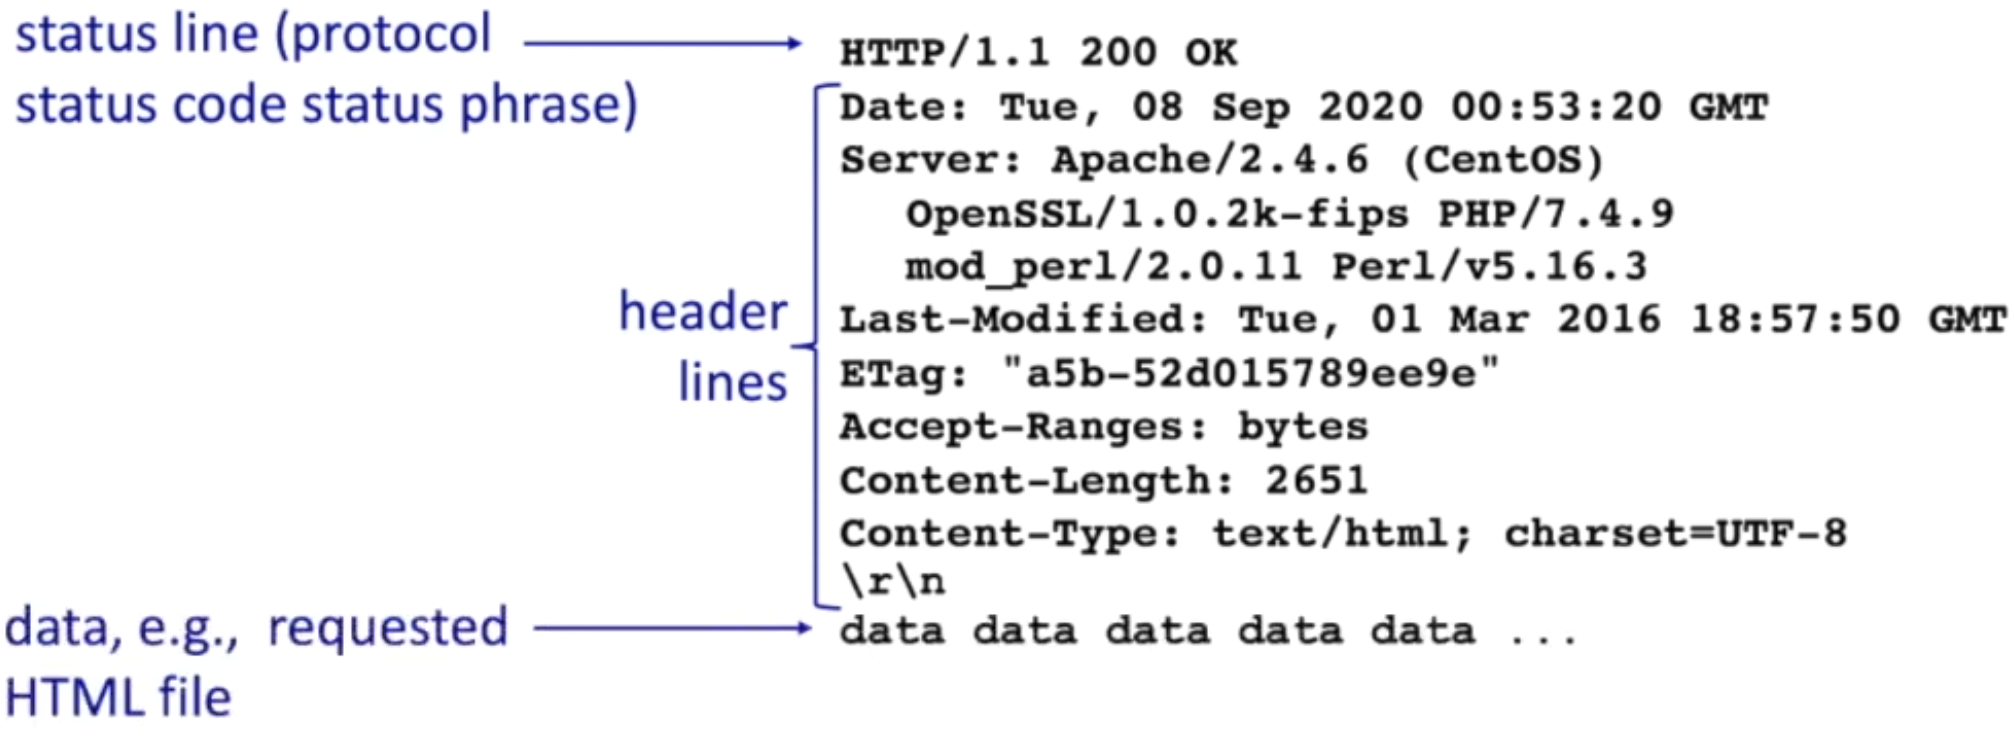 status line (protocol
status code status phrase)
HTTP/1.1 200 OK
Date: Tue, 08 Sep 2020 00:53:20 GMT
Server: Apache/2.4.6 (CentOS)
OpenSSL/1.0.2k-fips PHP/7.4.9
mod_perl/2.0.11 Perl/v5.16.3
header
lines
Last-Modified: Tue, 01 Mar 2016 18:57:50 GMT
ETag: "a5b-52d015789ee9e"
Accept-Ranges: bytes
Content-Length: 2651
Content-Type: text/html; charset=UTF-8
\r\n
data, e.g., requested
HTML file
data data data data data ...